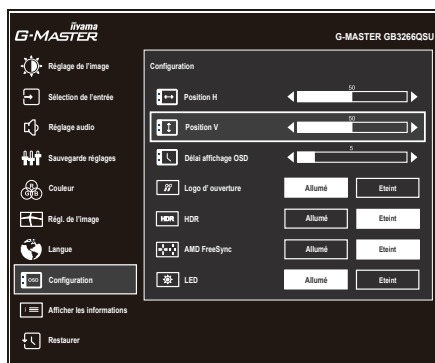 iiyama
G-MASTER
G-MASTER GB3266QSU
Réglage de l'image
Sélection de l'entrée
Réglage audio
Sauvegarde réglages
R
G B
Couleur
Régl. de l'image
Langue
OSD
Configuration
i
Afficher les informations
Restaurer
Configuration
Position H
50
Position V
50
Délai affichage OSD
5
Logo d' ouverture
Allumé
Eteint
HDR
HDR
Allumé
Eteint
AMD FreeSync
Allumé
Eteint
LED
Allumé
Eteint